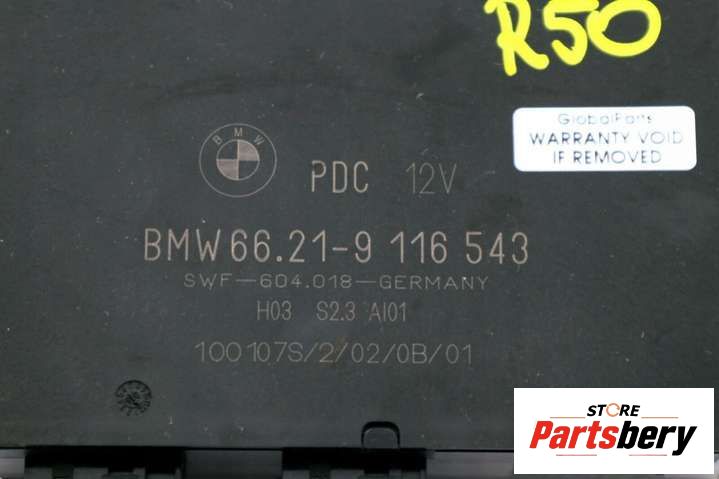 R50
GlobalParts
WARRANTY VOID
IF REMOVED
BMW
PDC 12V
BMW 66.21-9 116 543
SWF-604.018-GERMANY
H03 S2.3 AI01
100107S/2/02/0B/01
STORE
Partsbery